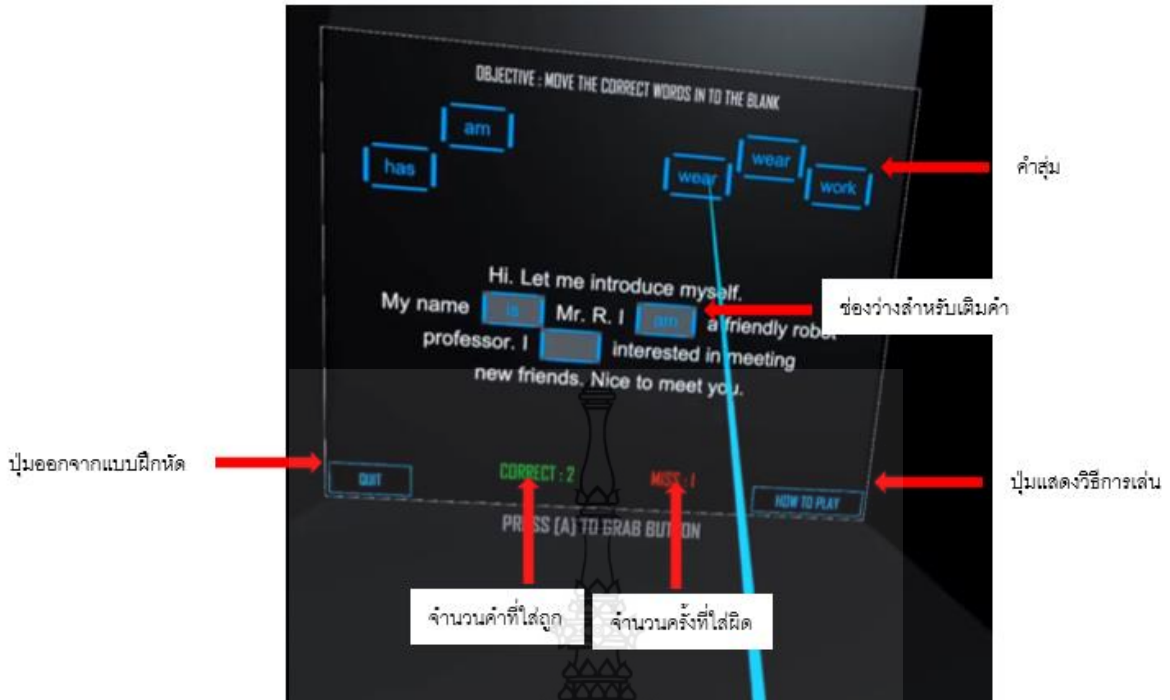 OBJECTIVE : MOVE THE CORRECT WORDS IN TO THE BLANK
am
has
wear
wear
work
คำสุ่ม
Hi. Let me introduce myself.
My name is Mr. R. I am a friendly robot
ช่องว่างสำหรับเติมคำ
professor. I interested in meeting
new friends. Nice to meet you.
ปุ่มออกจากแบบฝึกหัด
QUIT
CORRECT : 2
MISS : 1
HOW TO PLAY
ปุ่มแสดงวิธีการเล่น
PRESS [A] TO GRAB BUTTON
จำนวนคำที่ใส่ถูก
จำนวนครั้งที่ใส่ผิด